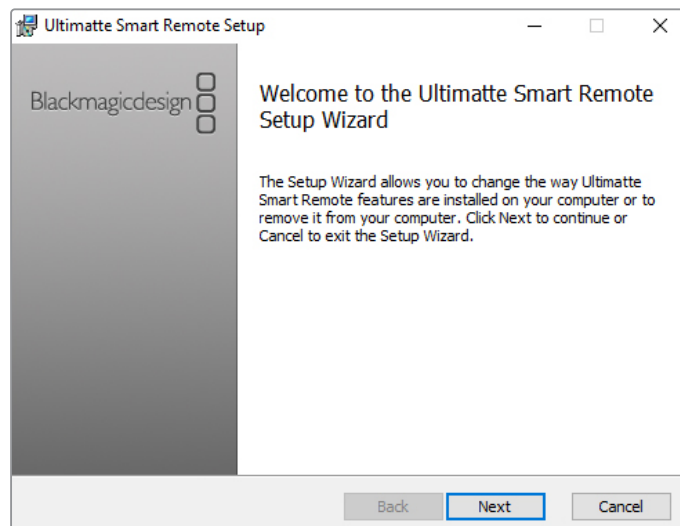 Ultimatte Smart Remote Setup
Blackmagicdesign
Welcome to the Ultimatte Smart Remote
Setup Wizard
The Setup Wizard allows you to change the way Ultimatte
Smart Remote features are installed on your computer or to
remove it from your computer. Click Next to continue or
Cancel to exit the Setup Wizard.
Back
Next
Cancel